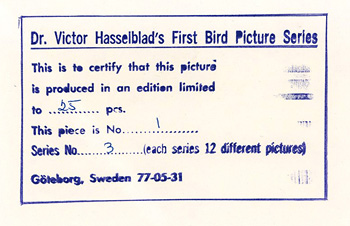 Dr. Victor Hasselblad's First Bird Picture Series
This is to certify that this picture
is produced in an edition limited
to 25 pcs.
This piece is No. 1
Series No. 3 (each series 12 different pictures)
Göteborg, Sweden 77-05-31